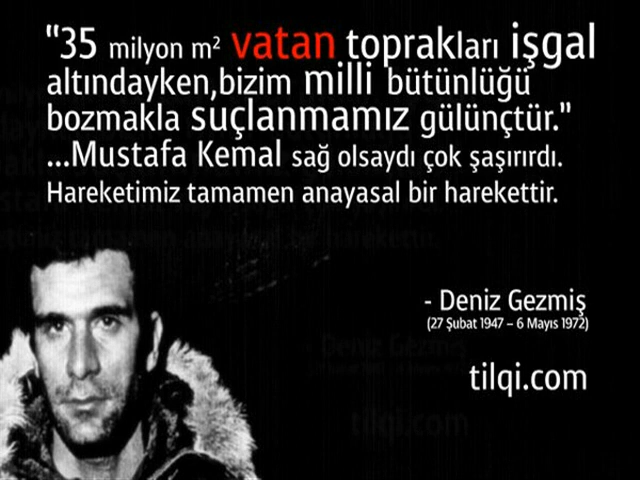 "35 milyon m² vatan toprakları işgal
altındayken,bizim milli bütünlüğü
bozmakla suçlanmamız gülünçtür."
...Mustafa Kemal sağ olsaydı çok şaşırırdı.
Hareketimiz tamamen anayasal bir harekettir.
- Deniz Gezmiş
(27 Şubat 1947 – 6 Mayıs 1972)
tilqi.com